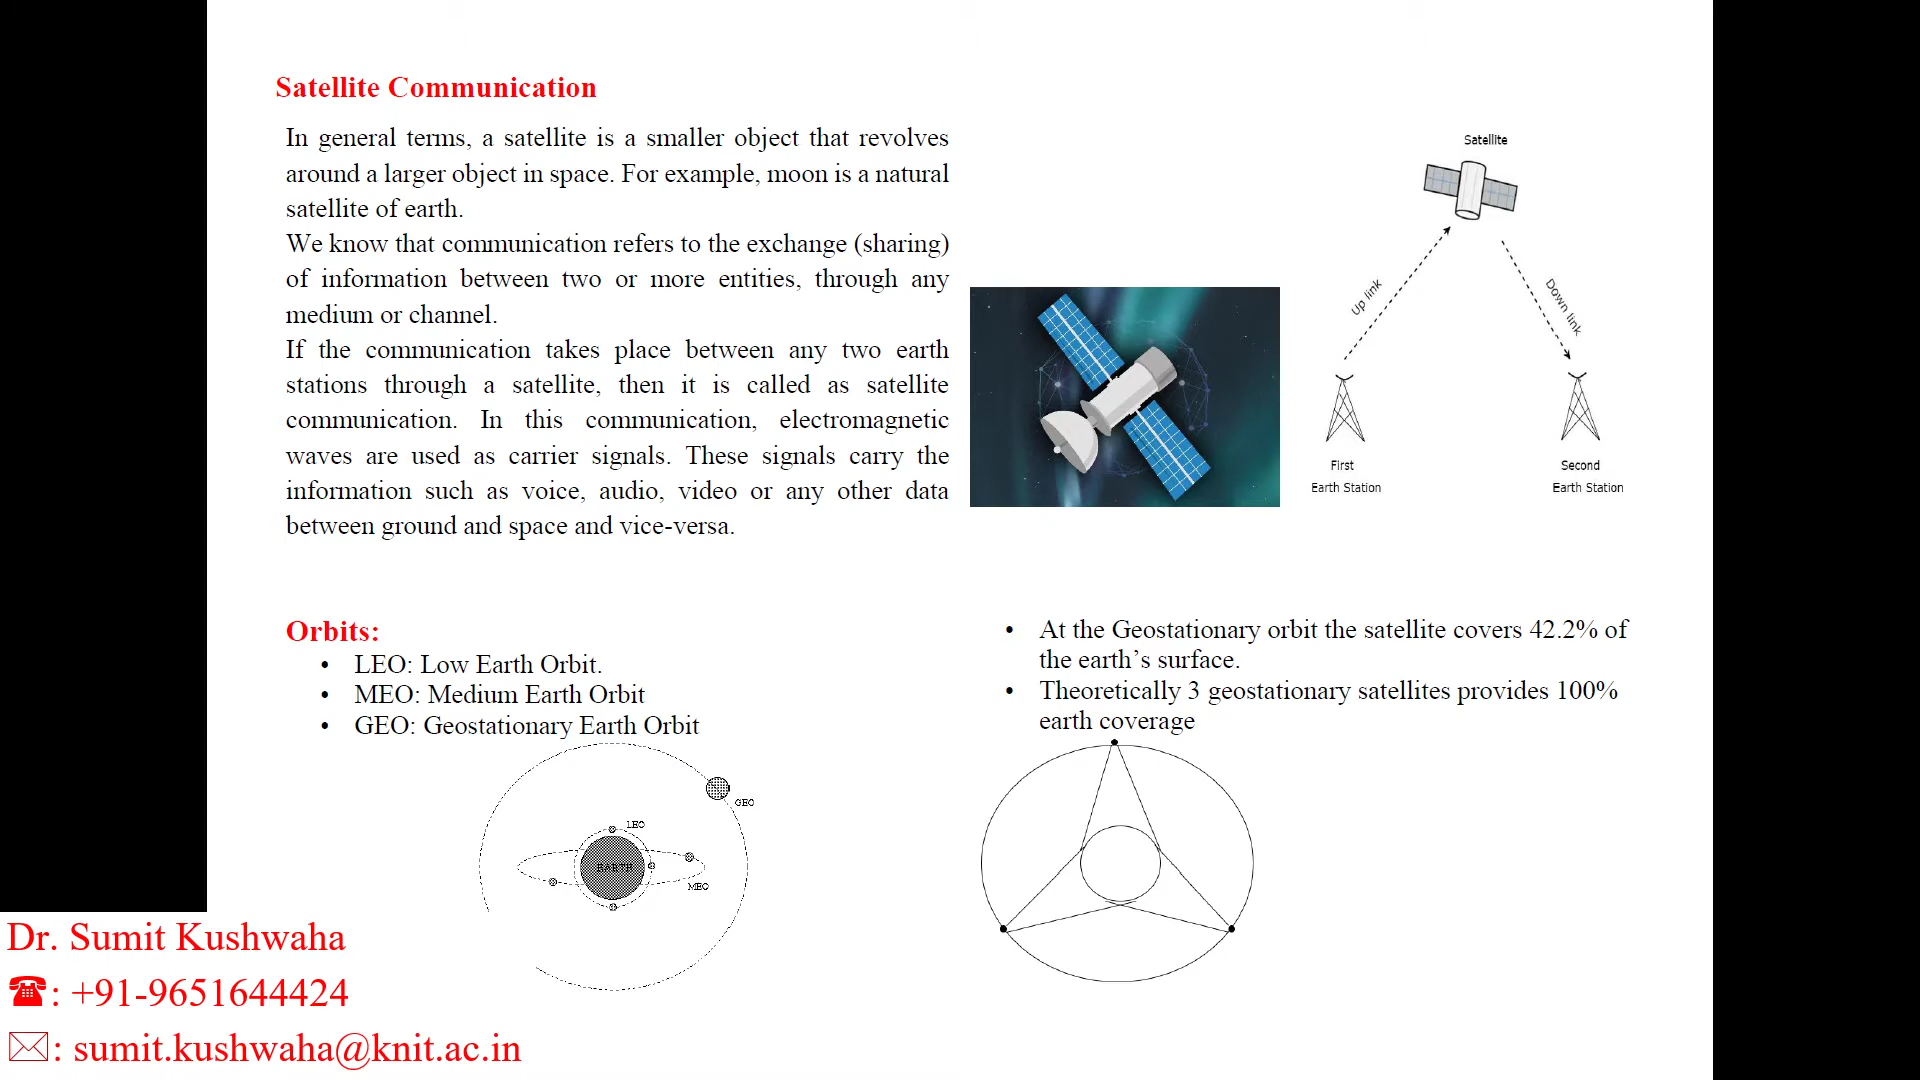 Satellite Communication
In general terms, a satellite is a smaller object that revolves
around a larger object in space. For example, moon is a natural
satellite of earth.
We know that communication refers to the exchange (sharing)
of information between two or more entities, through any
medium or channel.
If the communication takes place between any two earth
stations through a satellite, then it is called as satellite
communication. In this communication, electromagnetic
waves are used as carrier signals. These signals carry the
information such as voice, audio, video or any other data
between ground and space and vice-versa.
Satellite
Up link
Down link
First
Earth Station
Second
Earth Station
Orbits:
• LEO: Low Earth Orbit.
• MEO: Medium Earth Orbit
• GEO: Geostationary Earth Orbit
GEO
LEO
EARTH
MEO
• At the Geostationary orbit the satellite covers 42.2% of
the earth’s surface.
• Theoretically 3 geostationary satellites provides 100%
earth coverage
Dr. Sumit Kushwaha
☎: +91-9651644424
✉: sumit.kushwaha@knit.ac.in